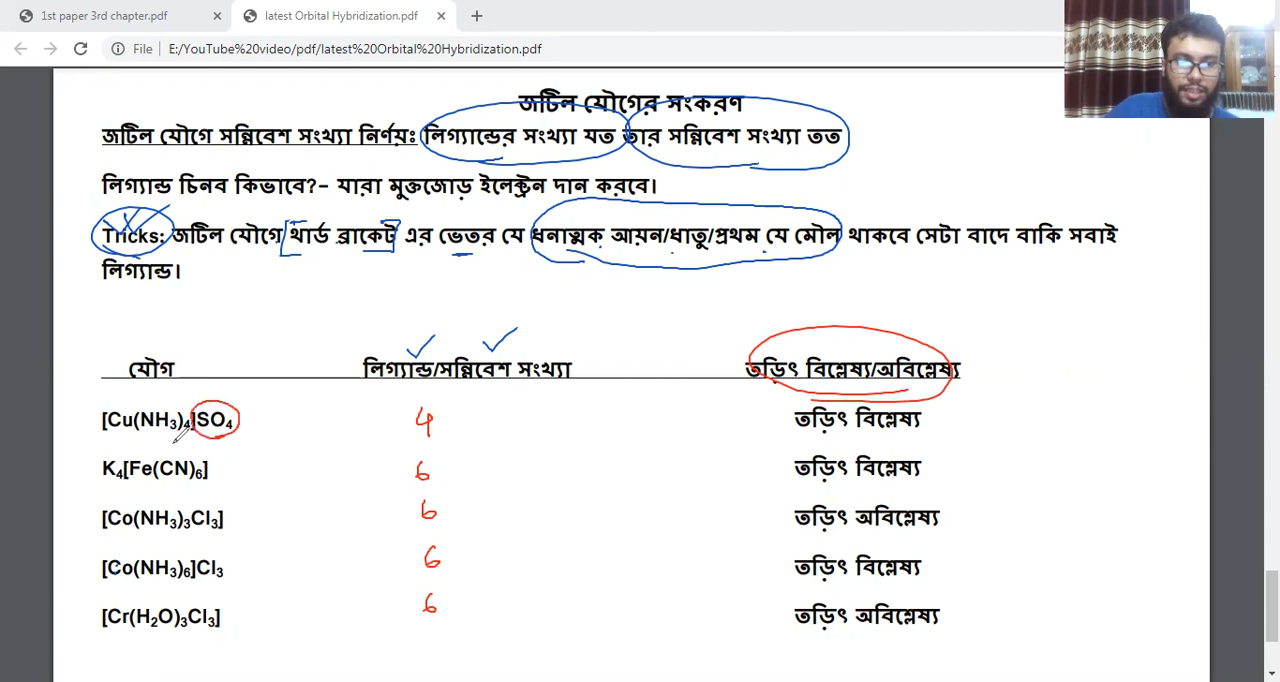 1st paper 3rd chapter.pdf
latest Orbital Hybridization.pdf
File
E:/YouTube%20video/pdf/latest%20Orbital%20Hybridization.pdf
জটিল যৌগের সংকরণ
জটিল যৌগে সন্নিবেশ সংখ্যা নির্ণয়ঃ লিগ্যান্ডের সংখ্যা যত তার সন্নিবেশ সংখ্যা তত
লিগ্যান্ড চিনব কিভাবে?- যারা মুক্তজোড় ইলেক্ট্রন দান করবে।
Tricks: জটিল যৌগে থার্ড ব্রাকেট এর ভেতর যে ধনাত্মক আয়ন/ধাতু/প্রথম যে মৌল থাকবে সেটা বাদে বাকি সবাই
লিগ্যান্ড।
যৌগ লিগ্যান্ড/সন্নিবেশ সংখ্যা তড়িৎ বিশ্লেষ্য/অবিশ্লেষ্য
[Cu(NH₃)₄]SO₄ 4 তড়িৎ বিশ্লেষ্য
K₄[Fe(CN)₆] 6 তড়িৎ বিশ্লেষ্য
[Co(NH₃)₃Cl₃] 6 তড়িৎ অবিশ্লেষ্য
[Co(NH₃)₆]Cl₃ 6 তড়িৎ বিশ্লেষ্য
[Cr(H₂O)₃Cl₃] 6 তড়িৎ অবিশ্লেষ্য